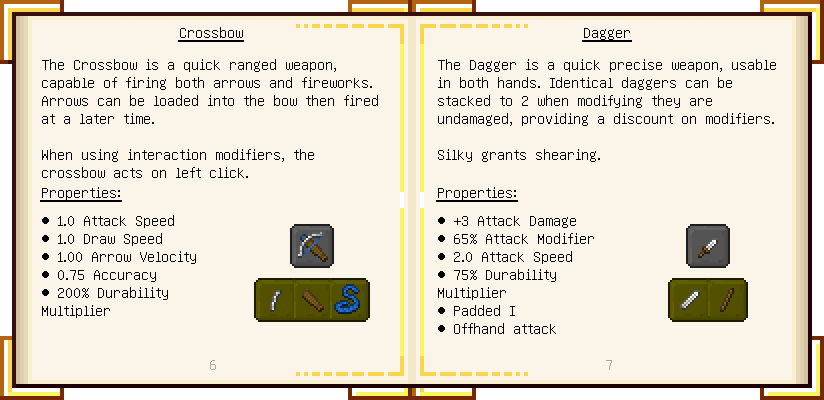 Crossbow
The Crossbow is a quick ranged weapon,
capable of firing both arrows and fireworks.
Arrows can be loaded into the bow then fired
at a later time.
When using interaction modifiers, the
crossbow acts on left click.
Properties:
● 1.0 Attack Speed
● 1.0 Draw Speed
● 1.00 Arrow Velocity
● 0.75 Accuracy
● 200% Durability
Multiplier
6
Dagger
The Dagger is a quick precise weapon, usable
in both hands. Identical daggers can be
stacked to 2 when modifying they are
undamaged, providing a discount on modifiers.
Silky grants shearing.
Properties:
● +3 Attack Damage
● 65% Attack Modifier
● 2.0 Attack Speed
● 75% Durability
Multiplier
● Padded I
● Offhand attack
7